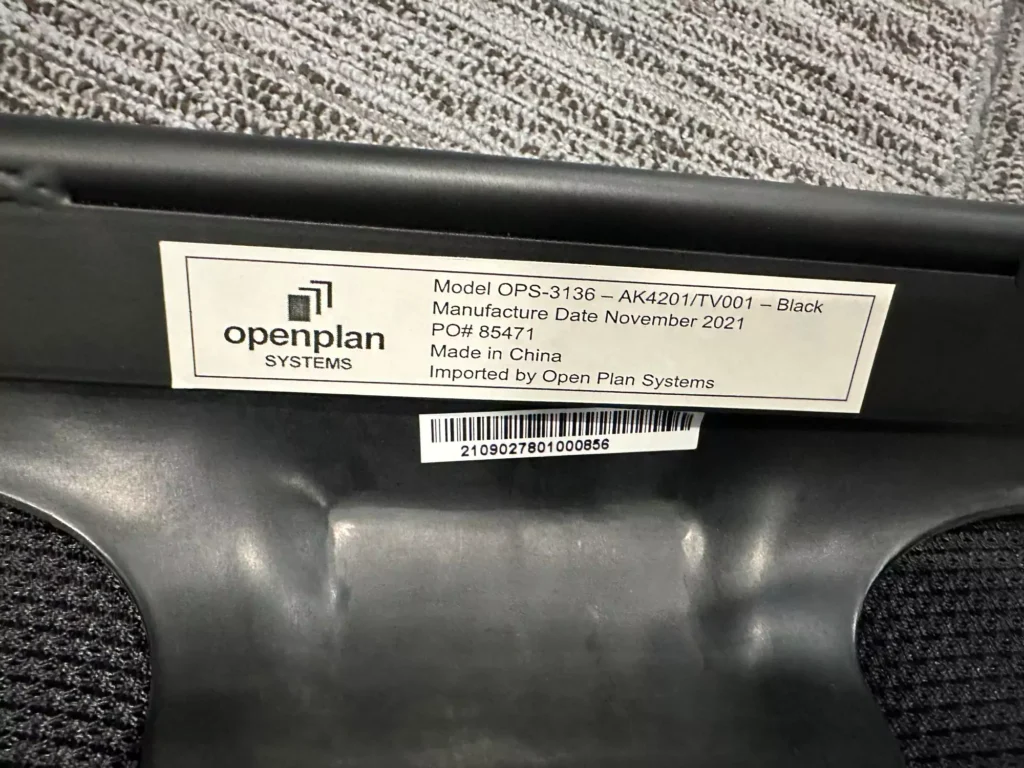 openplan
SYSTEMS
Model OPS-3136 – AK4201/TV001 – Black
Manufacture Date November 2021
PO# 85471
Made in China
Imported by Open Plan Systems
2109027801000856